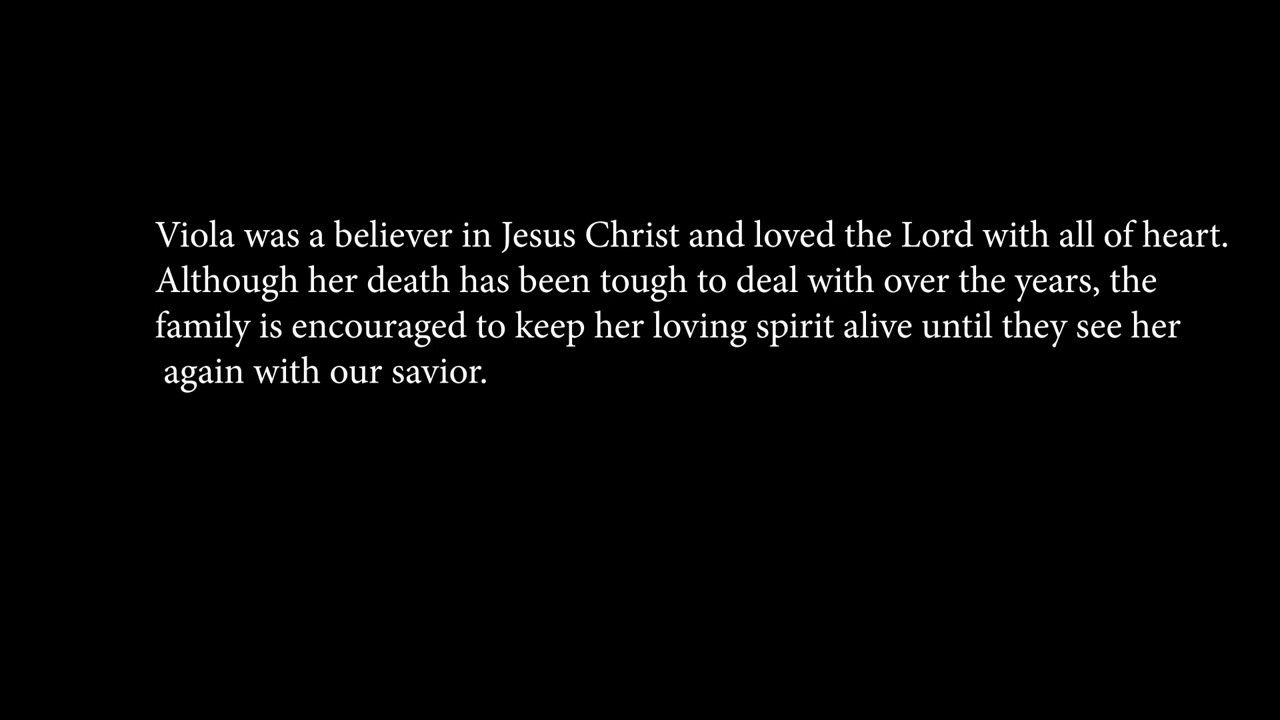 Viola was a believer in Jesus Christ and loved the Lord with all of heart.
Although her death has been tough to deal with over the years, the
family is encouraged to keep her loving spirit alive until they see her
again with our savior.